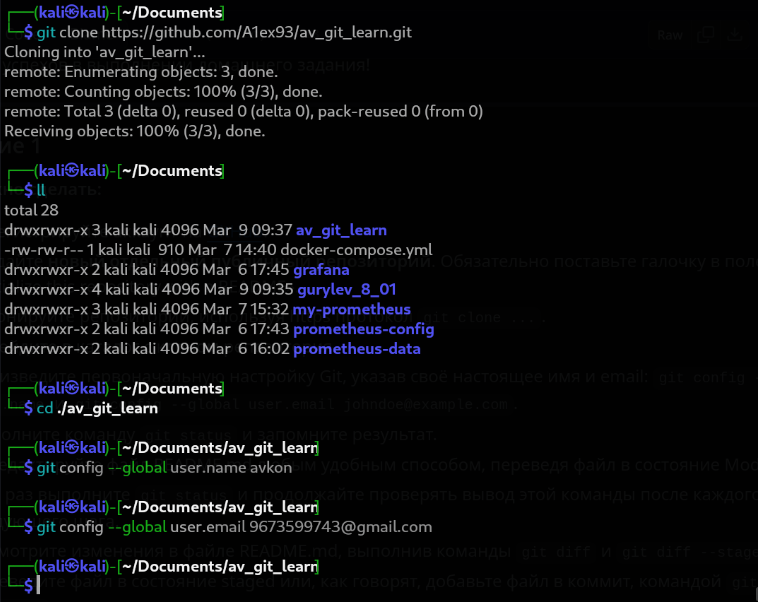 ┌──(kali㉿kali)-[~/Documents]
└─$ git clone https://github.com/A1ex93/av_git_learn.git
Cloning into 'av_git_learn'...
remote: Enumerating objects: 3, done.
remote: Counting objects: 100% (3/3), done.
remote: Total 3 (delta 0), reused 0 (delta 0), pack-reused 0 (from 0)
Receiving objects: 100% (3/3), done.
┌──(kali㉿kali)-[~/Documents]
└─$ ll
total 28
drwxrwxr-x 3 kali kali 4096 Mar  9 09:37 av_git_learn
-rw-rw-r-- 1 kali kali  910 Mar  7 14:40 docker-compose.yml
drwxrwxr-x 2 kali kali 4096 Mar  6 17:45 grafana
drwxrwxr-x 4 kali kali 4096 Mar  9 09:35 gurylev_8_01
drwxrwxr-x 3 kali kali 4096 Mar  7 15:32 my-prometheus
drwxrwxr-x 2 kali kali 4096 Mar  6 17:43 prometheus-config
drwxrwxr-x 2 kali kali 4096 Mar  6 16:02 prometheus-data
┌──(kali㉿kali)-[~/Documents]
└─$ cd ./av_git_learn
┌──(kali㉿kali)-[~/Documents/av_git_learn]
└─$ git config --global user.name avkon
┌──(kali㉿kali)-[~/Documents/av_git_learn]
└─$ git config --global user.email 9673599743@gmail.com
┌──(kali㉿kali)-[~/Documents/av_git_learn]
└─$